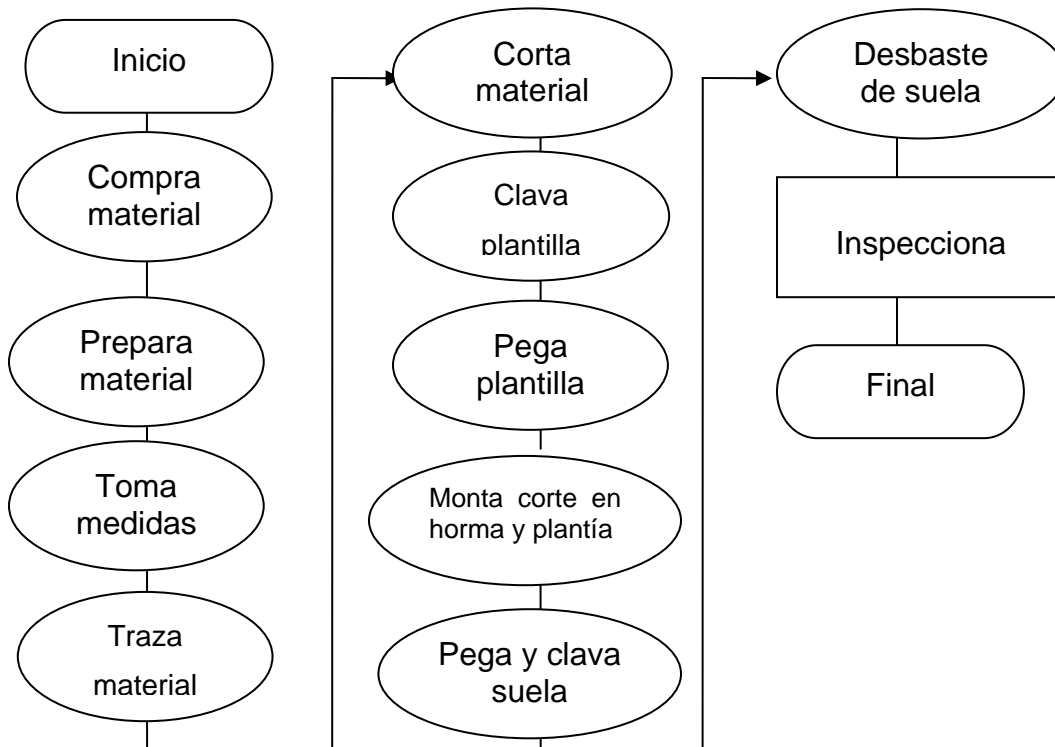 Inicio
Compra
material
Prepara
material
Toma
medidas
Traza
material
Corta
material
Clava
plantilla
Pega
plantilla
Monta corte en
horma y plantía
Pega y clava
suela
Desbaste
de suela
Inspecciona
Final